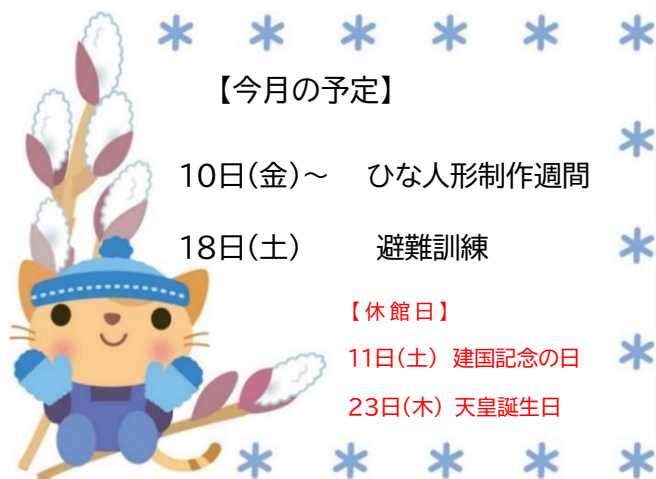 【今月の予定】
10日(金)～ ひな人形制作週間
18日(土) 避難訓練
【休館日】
11日(土) 建国記念の日
23日(木) 天皇誕生日